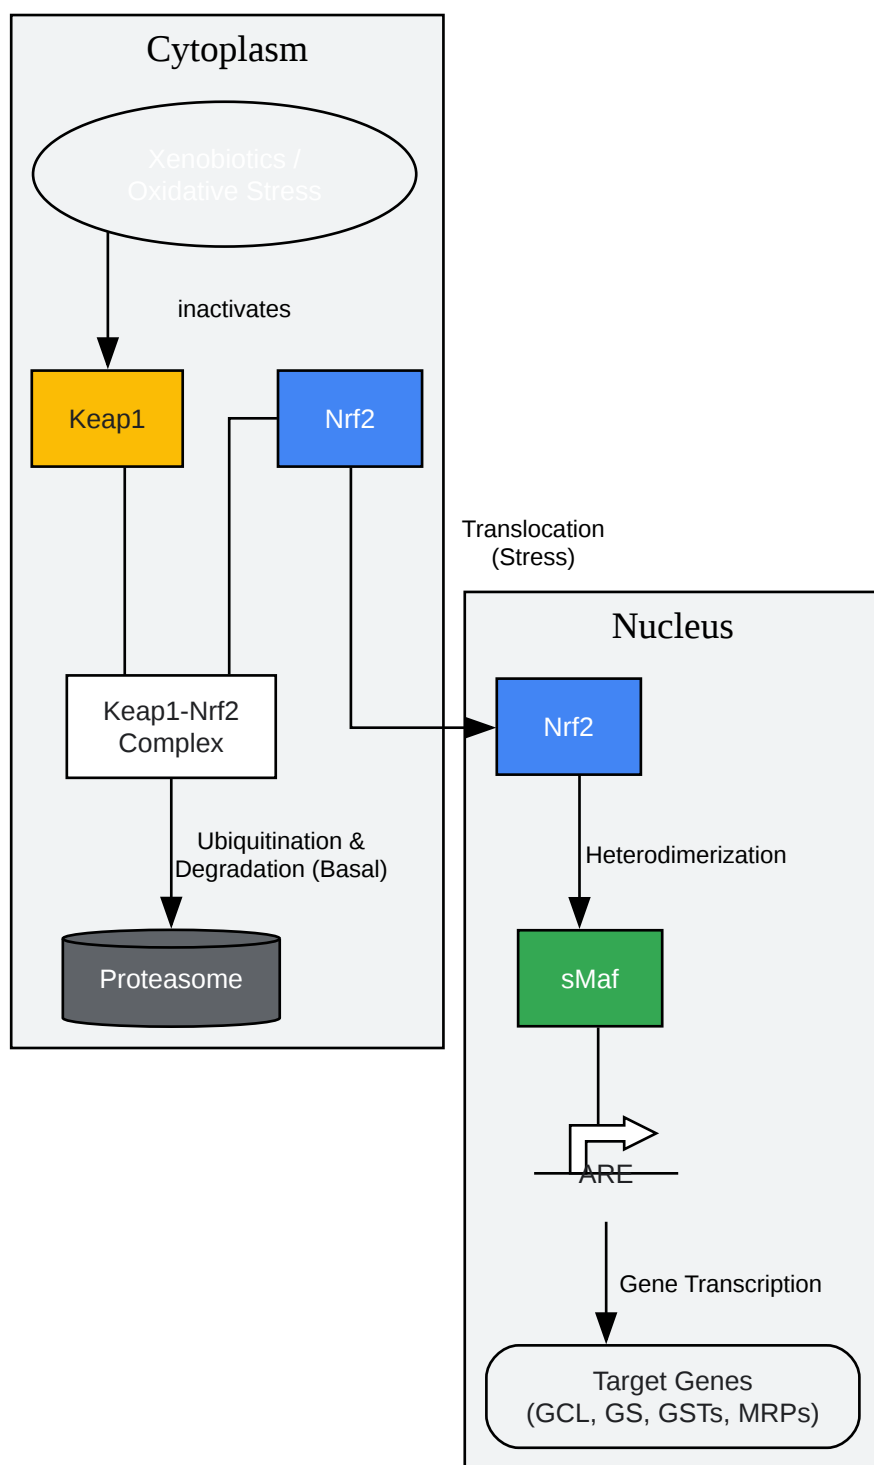 Cytoplasm
Xenobiotics /
Oxidative Stress
inactivates
Keap1
Nrf2
Translocation
(Stress)
Nucleus
Keap1-Nrf2
Complex
Nrf2
Ubiquitination &
Degradation (Basal)
Heterodimerization
Proteasome
sMaf
ARE
Gene Transcription
Target Genes
(GCL, GS, GSTs, MRPs)